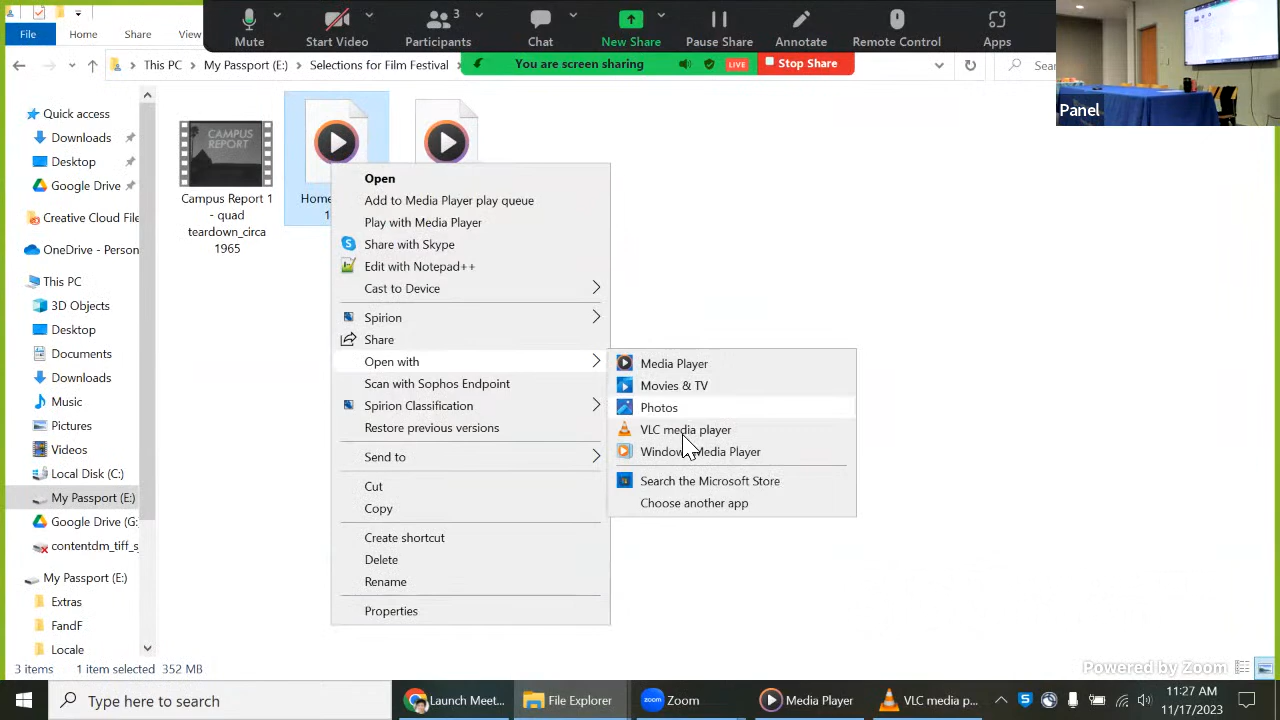 Mute
Start Video
Participants
3
Chat
New Share
Pause Share
Annotate
Remote Control
Apps
File
Home
Share
View
This PC
My Passport (E:)
Selections for Film Festival
You are screen sharing
LIVE
Stop Share
Panel
Quick access
Downloads
Desktop
Google Drive
Creative Cloud File
OneDrive - Person
This PC
3D Objects
Desktop
Documents
Downloads
Music
Pictures
Videos
Local Disk (C:)
My Passport (E:)
Google Drive (G:
contentdm_tiff_s
My Passport (E:)
Extras
FandF
Locale
CAMPUS
REPORT
Campus Report 1
- quad
teardown_circa
1965
Home
1
Open
Add to Media Player play queue
Play with Media Player
Share with Skype
Edit with Notepad++
Cast to Device
Spirion
Share
Open with
Scan with Sophos Endpoint
Spirion Classification
Restore previous versions
Send to
Cut
Copy
Create shortcut
Delete
Rename
Properties
Media Player
Movies & TV
Photos
VLC media player
Media Player
Search the Microsoft Store
Choose another app
3 items
1 item selected 352 MB
Powered by Zoom
Type here to search
Launch Meet...
File Explorer
Zoom
Media Player
VLC media p...
11:27 AM
11/17/2023